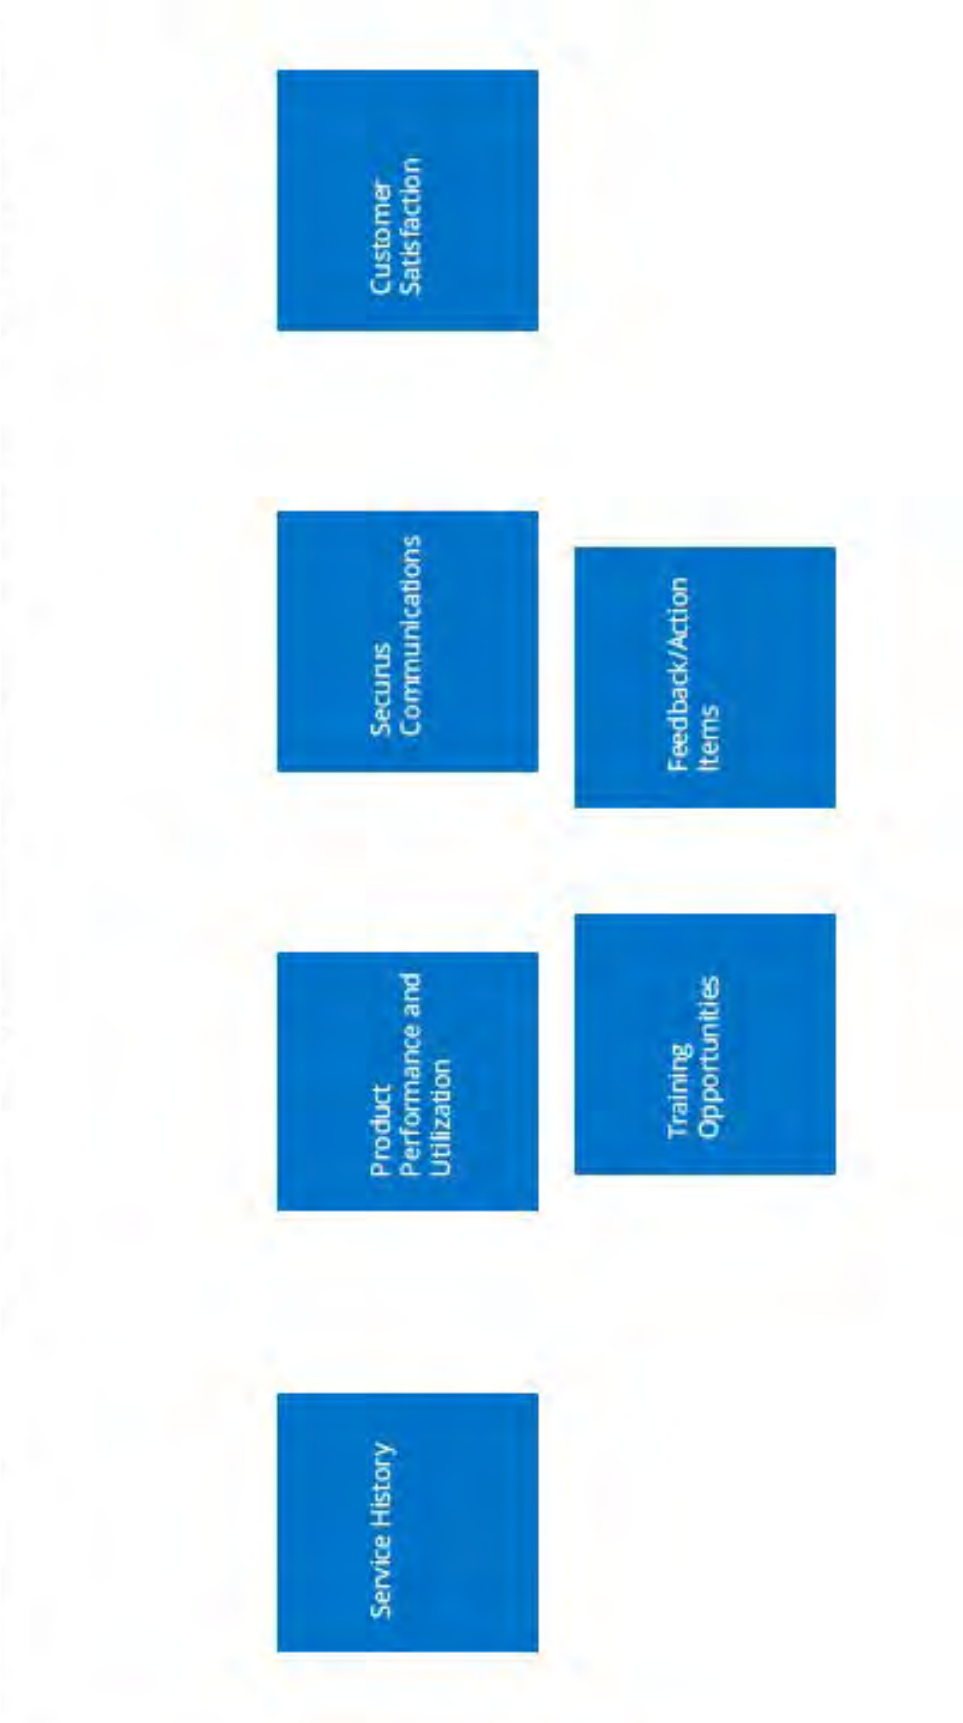 Service History
Product
Performance and
Utilization
Securus
Communications
Customer
Satisfaction
Training
Opportunities
Feedback/Action
Items